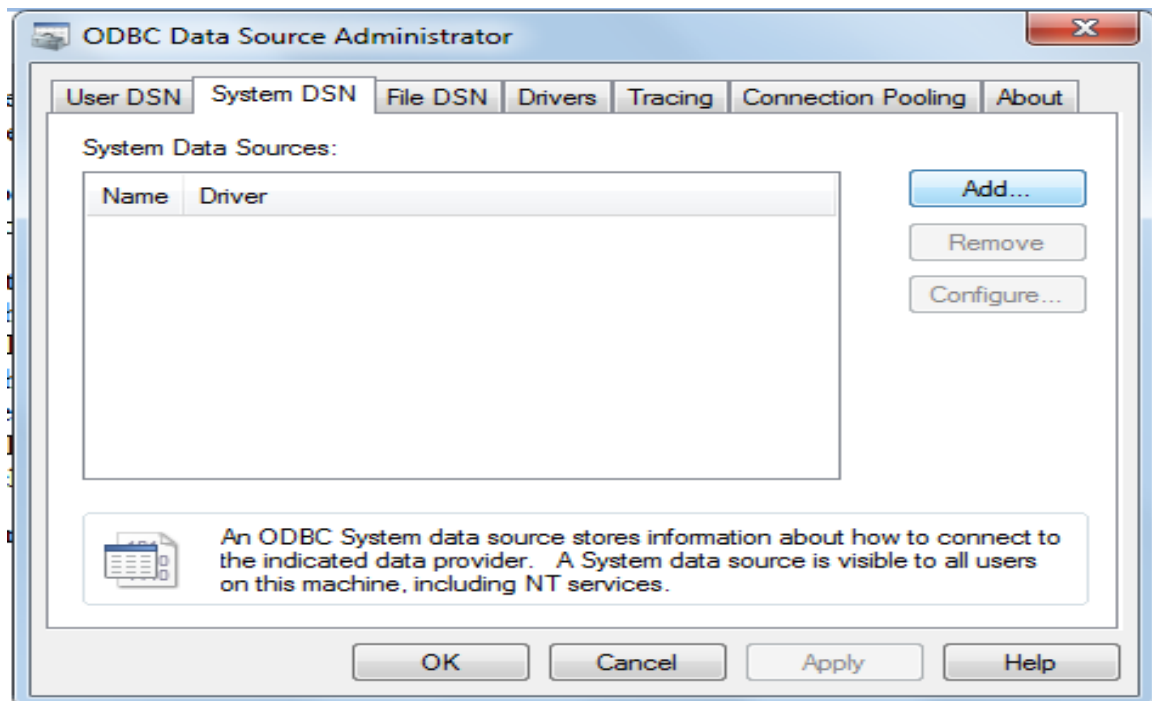 ODBC Data Source Administrator
User DSN System DSN File DSN Drivers Tracing Connection Pooling About
System Data Sources:
Name Driver
Add...
Remove
Configure...
An ODBC System data source stores information about how to connect to
the indicated data provider. A System data source is visible to all users
on this machine, including NT services.
OK Cancel Apply Help